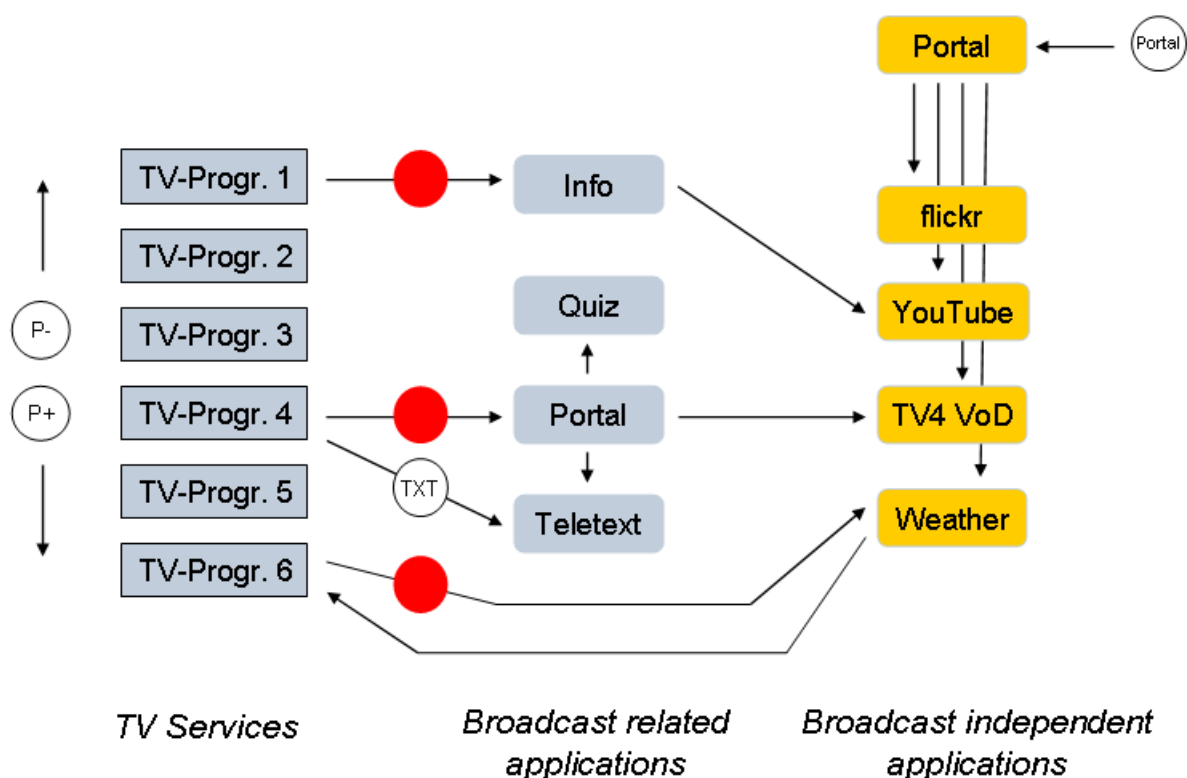 Portal
Portal
TV-Progr. 1
Info
flickr
TV-Progr. 2
Quiz
YouTube
P-
TV-Progr. 3
P+
TV-Progr. 4
Portal
TV4 VoD
TXT
TV-Progr. 5
Teletext
Weather
TV-Progr. 6
TV Services
Broadcast related
applications
Broadcast independent
applications